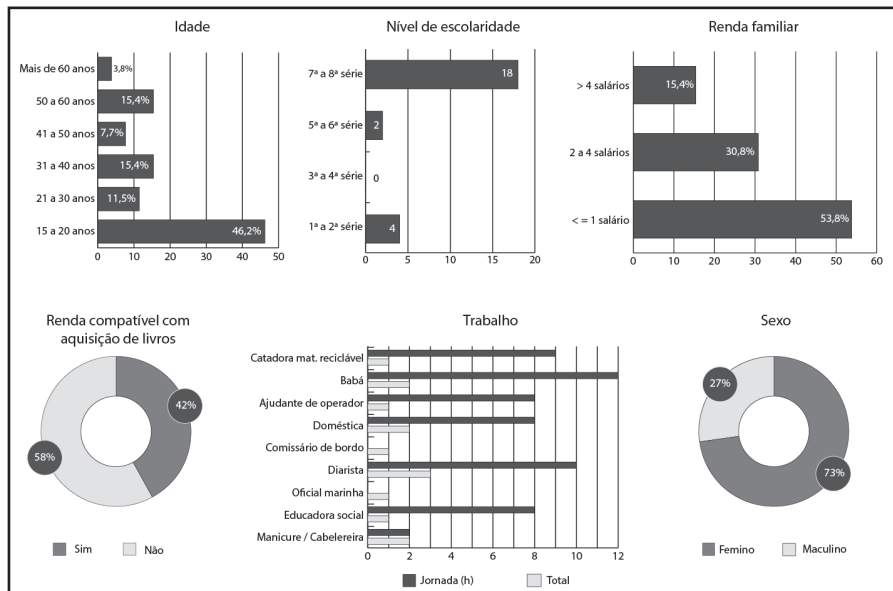 Idade
Mais de 60 anos
3,8%
50 a 60 anos
15,4%
41 a 50 anos
7,7%
31 a 40 anos
15,4%
21 a 30 anos
11,5%
15 a 20 anos
46,2%
0 10 20 30 40 50
Nível de escolaridade
7ª a 8ª série
18
5ª a 6ª série
2
3ª a 4ª série
0
1ª a 2ª série
4
0 5 10 15 20
Renda familiar
> 4 salários
15,4%
2 a 4 salários
30,8%
< = 1 salário
53,8%
0 10 20 30 40 50 60
Renda compatível com
aquisição de livros
42%
58%
Sim Não
Trabalho
Catadora mat. reciclável
Babá
Ajudante de operador
Doméstica
Comissário de bordo
Diarista
Oficial marinha
Educadora social
Manicure / Cabelereira
0 2 4 6 8 10 12
Jornada (h) Total
Sexo
27%
73%
Femino Maculino